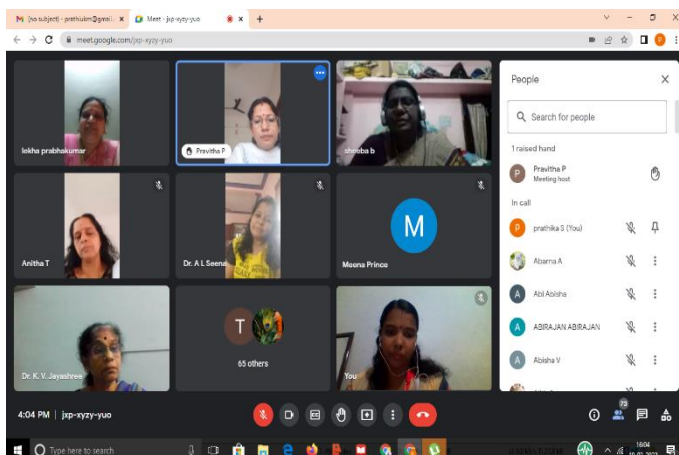 (no subject) - prathiukm@gmail.
Meet - jxp-xyzy-yuo
meet.google.com/jxp-xyzy-yuo
lekha prabhakumar
Pravitha P
sheeba b
Anitha T
Dr. A L Seena
M
Meena Prince
Dr. K. V. Jayashree
T
65 others
You
People
Search for people
1 raised hand
P
Pravitha P
Meeting host
In call
P
prathika S (You)
Abarna A
A
Abi Abisha
A
ABIRAJAN ABIRAJAN
A
Abisha V
4:04 PM | jxp-xyzy-yuo
73
Type here to search
16:04